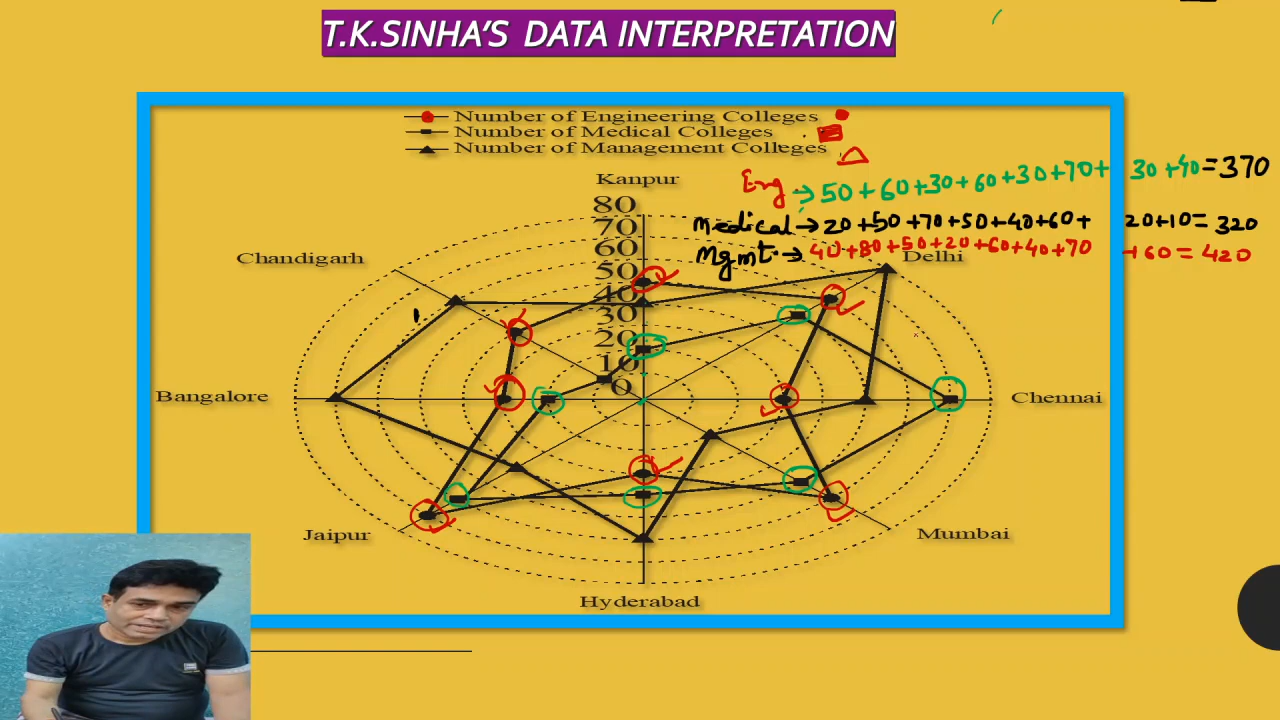 T.K.SINHA'S DATA INTERPRETATION
Number of Engineering Colleges
Number of Medical Colleges
Number of Management Colleges
Eng → 50+60+30+60+30+70+30+40=370
Medical → 20+50+70+50+40+60+20+10=320
Mgmt. → 40+80+50+20+60+40+70+60=420
Kanpur
80
70
60
50
40
30
20
10
0
Chandigarh
Delhi
Bangalore
Chennai
Jaipur
Mumbai
Hyderabad